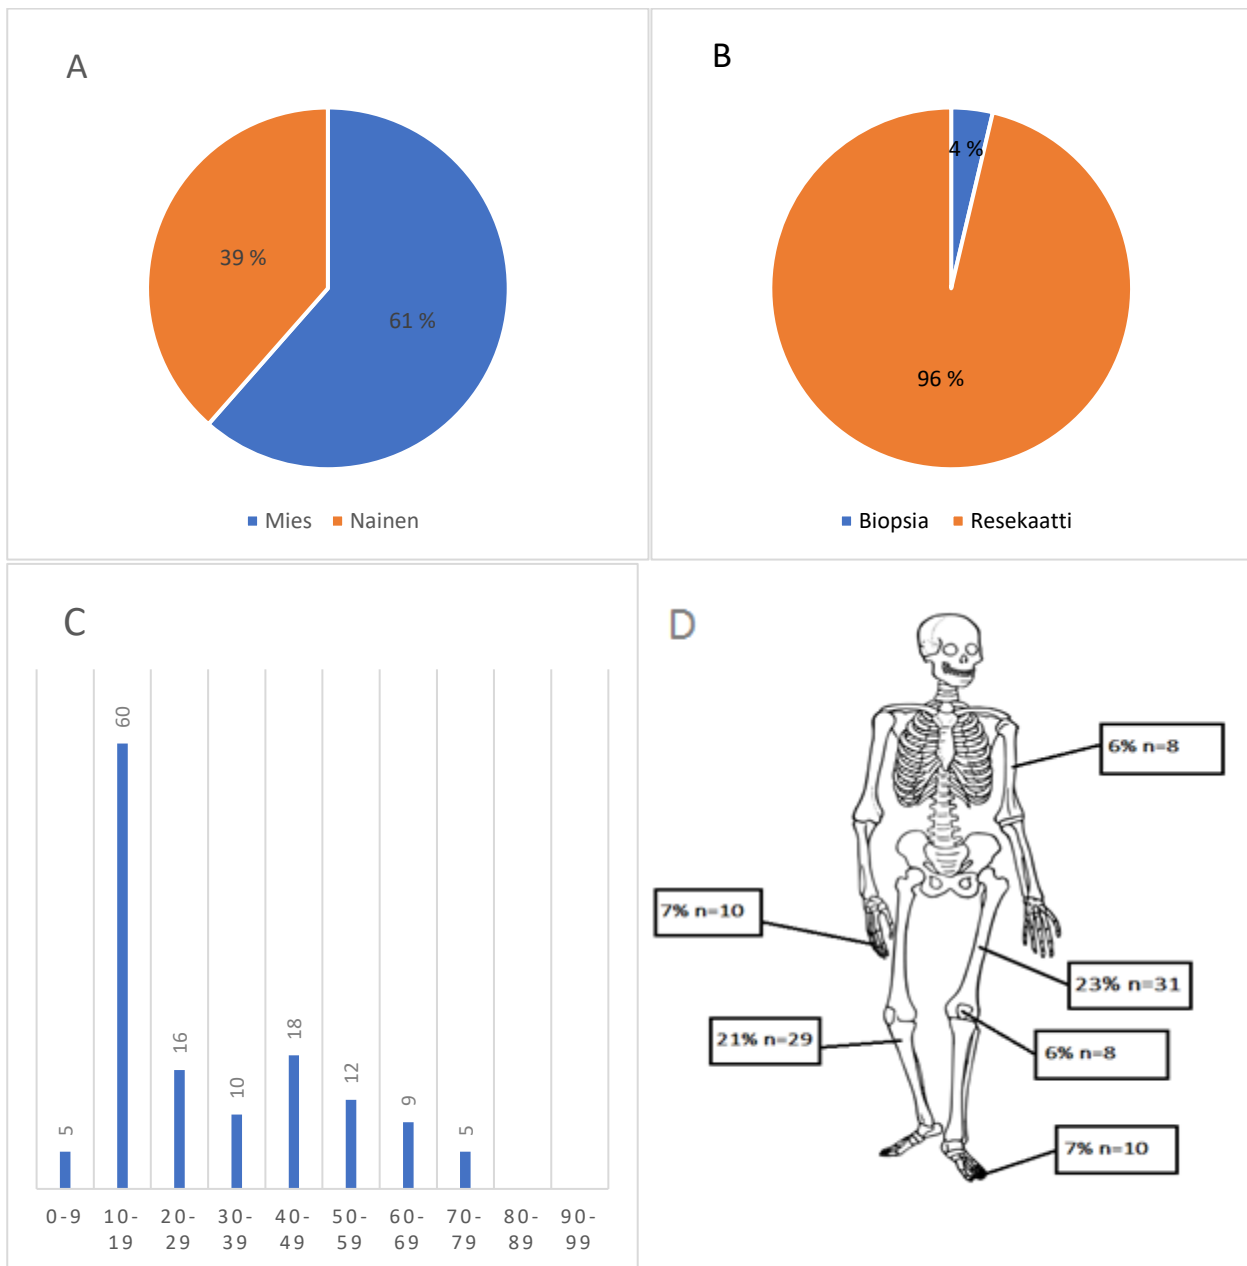 A
39 %
61 %
Mies Nainen
B
4 %
96 %
Biopsia Resekaatti
C
5
60
16
10
18
12
9
5
0-9 10- 20- 30- 40- 50- 60- 70- 80- 90-
19 29 39 49 59 69 79 89 99
D
6% n=8
7% n=10
23% n=31
21% n=29
6% n=8
7% n=10